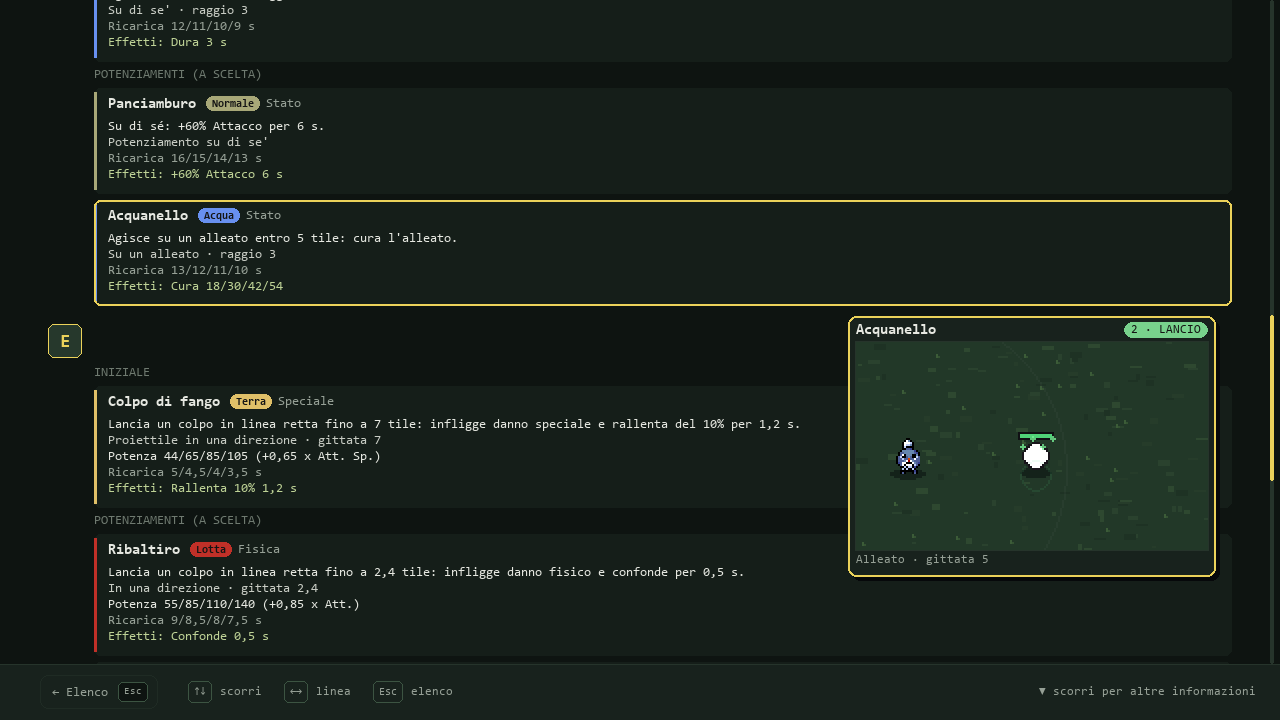 Su di se' · raggio 3
Ricarica 12/11/10/9 s
Effetti: Dura 3 s
POTENZIAMENTI (A SCELTA)
Panciamburo Normale Stato
Su di sé: +60% Attacco per 6 s.
Potenziamento su di se'
Ricarica 16/15/14/13 s
Effetti: +60% Attacco 6 s
Acquanello Acqua Stato
Agisce su un alleato entro 5 tile: cura l'alleato.
Su un alleato · raggio 3
Ricarica 13/12/11/10 s
Effetti: Cura 18/30/42/54
E
Acquanello 2 · LANCIO
Alleato · gittata 5
INIZIALE
Colpo di fango Terra Speciale
Lancia un colpo in linea retta fino a 7 tile: infligge danno speciale e rallenta del 10% per 1,2 s.
Proiettile in una direzione · gittata 7
Potenza 44/65/85/105 (+0,65 x Att. Sp.)
Ricarica 5/4,5/4/3,5 s
Effetti: Rallenta 10% 1,2 s
POTENZIAMENTI (A SCELTA)
Ribaltiro Lotta Fisica
Lancia un colpo in linea retta fino a 2,4 tile: infligge danno fisico e confonde per 0,5 s.
In una direzione · gittata 2,4
Potenza 55/85/110/140 (+0,85 x Att.)
Ricarica 9/8,5/8/7,5 s
Effetti: Confonde 0,5 s
← Elenco Esc ↑↓ scorri ↔ linea Esc elenco ▼ scorri per altre informazioni